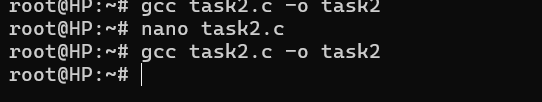 root@HP:~# gcc task2.c -o task2
root@HP:~# nano task2.c
root@HP:~# gcc task2.c -o task2
root@HP:~#